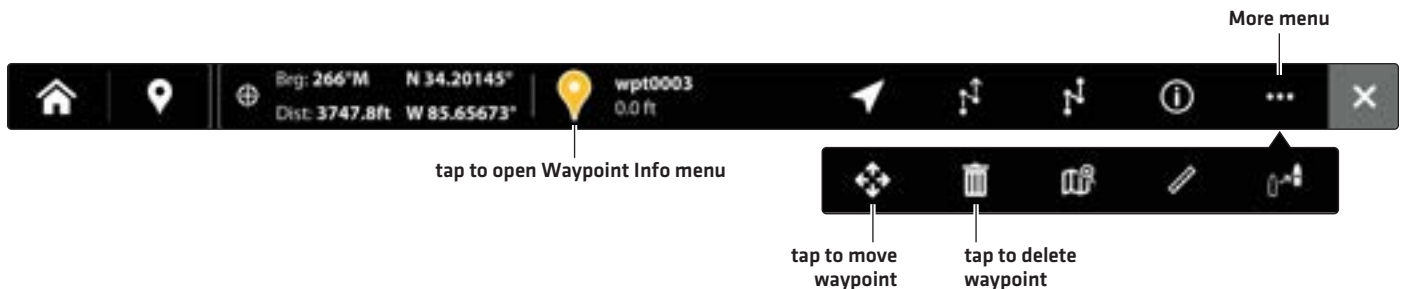 More menu
Brg: 266°M N 34.20145°
Dist: 3747.8ft W 85.65673°
wpt0003
0.0 ft
tap to open Waypoint Info menu
tap to move
waypoint
tap to delete
waypoint